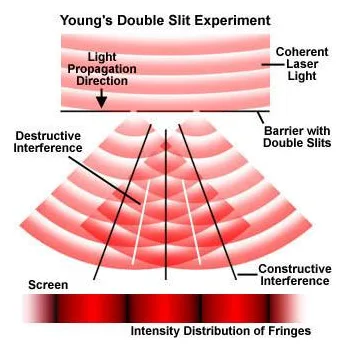 Young's Double Slit Experiment
Light
Propagation
Direction
Coherent
Laser
Light
Destructive
Interference
Barrier with
Double Slits
Constructive
Interference
Screen
Intensity Distribution of Fringes